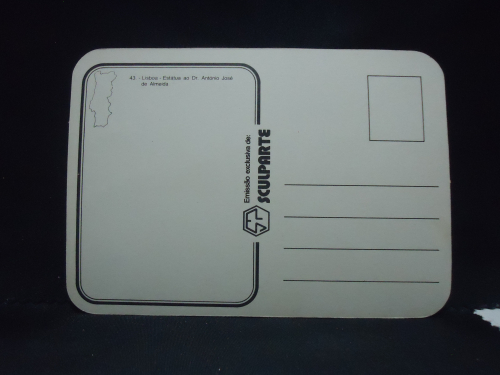 43 - Lisboa - Estátua ao Dr. António José
de Almeida
Emissão exclusiva de:
SCULPARTE